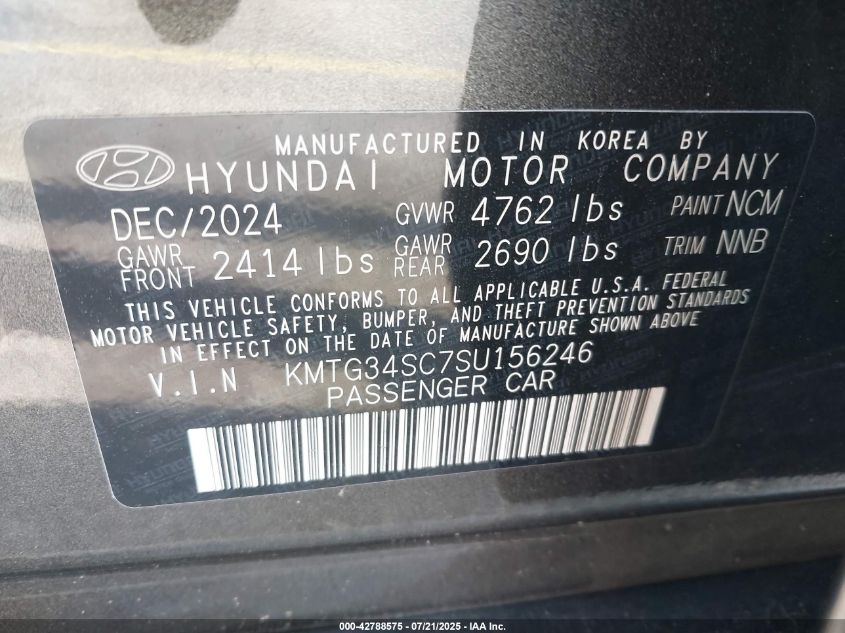 MANUFACTURED IN KOREA BY
HYUNDAI MOTOR COMPANY
DEC/2024 GVWR 4762 lbs PAINT NCM
GAWR FRONT 2414 lbs GAWR REAR 2690 lbs TRIM NNB
THIS VEHICLE CONFORMS TO ALL APPLICABLE U.S.A. FEDERAL
MOTOR VEHICLE SAFETY, BUMPER, AND THEFT PREVENTION STANDARDS
IN EFFECT ON THE DATE OF MANUFACTURE SHOWN ABOVE
V.I.N KMTG34SC7SU156246
PASSENGER CAR
000-42788575 - 07/21/2025 - IAA Inc.